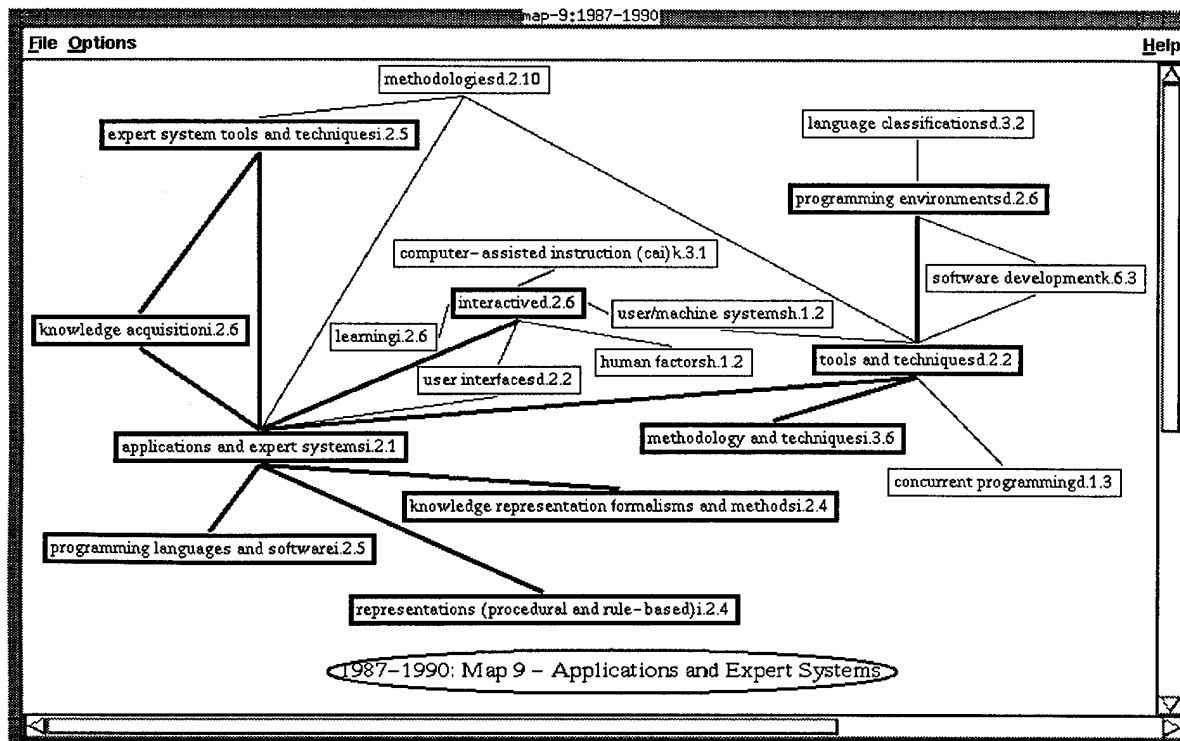 map-9:1987-1990
File Options
Help
methodologiesd.2.10
expert system tools and techniquesi.2.5
language classificationsd.3.2
programming environmentsd.2.6
computer-assisted instruction (cai)k.3.1
software developmentk.6.3
interactived.2.6
user/machine systemsh.1.2
knowledge acquisitioni.2.6
learningi.2.6
human factorsh.1.2
tools and techniquesd.2.2
user interfacesd.2.2
applications and expert systemsi.2.1
methodology and techniquesi.3.6
concurrent programmingd.1.3
knowledge representation formalisms and methodsi.2.4
programming languages and softwarei.2.5
representations (procedural and rule-based)i.2.4
1987-1990: Map 9 - Applications and Expert Systems